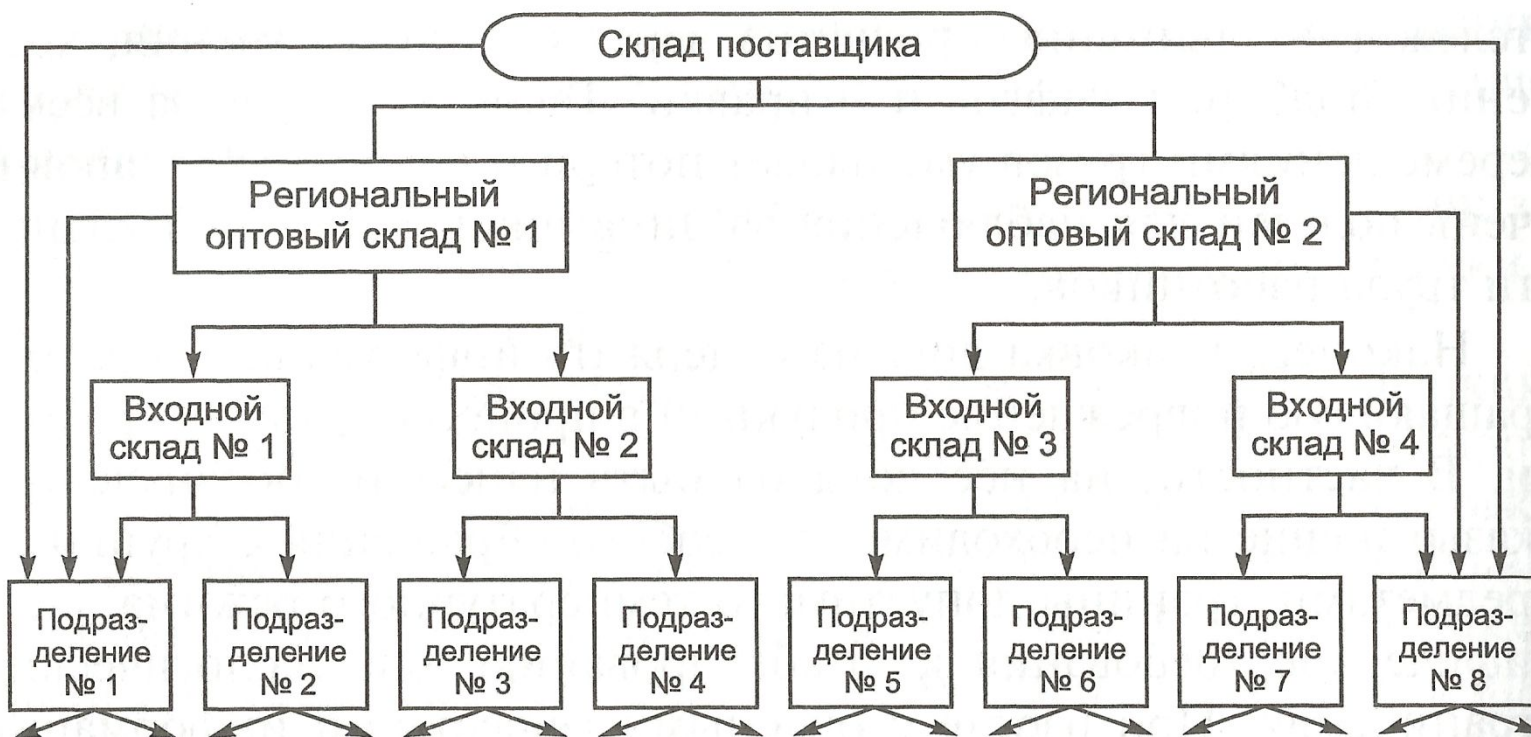 Склад поставщика
Региональный
оптовый склад № 1
Региональный
оптовый склад № 2
Входной
склад № 1
Входной
склад № 2
Входной
склад № 3
Входной
склад № 4
Подраз-
деление
№ 1
Подраз-
деление
№ 2
Подраз-
деление
№ 3
Подраз-
деление
№ 4
Подраз-
деление
№ 5
Подраз-
деление
№ 6
Подраз-
деление
№ 7
Подраз-
деление
№ 8